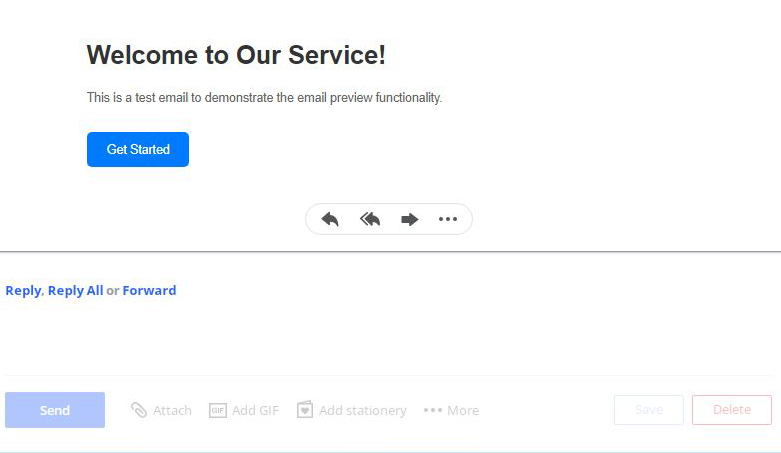 Welcome to Our Service!
This is a test email to demonstrate the email preview functionality.
Get Started
Reply, Reply All or Forward
Send Attach GIF Add GIF Add stationery More Save Delete